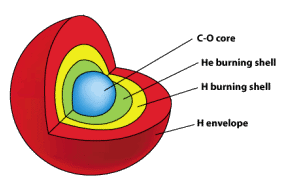 C-O core
He burning shell
H burning shell
H envelope